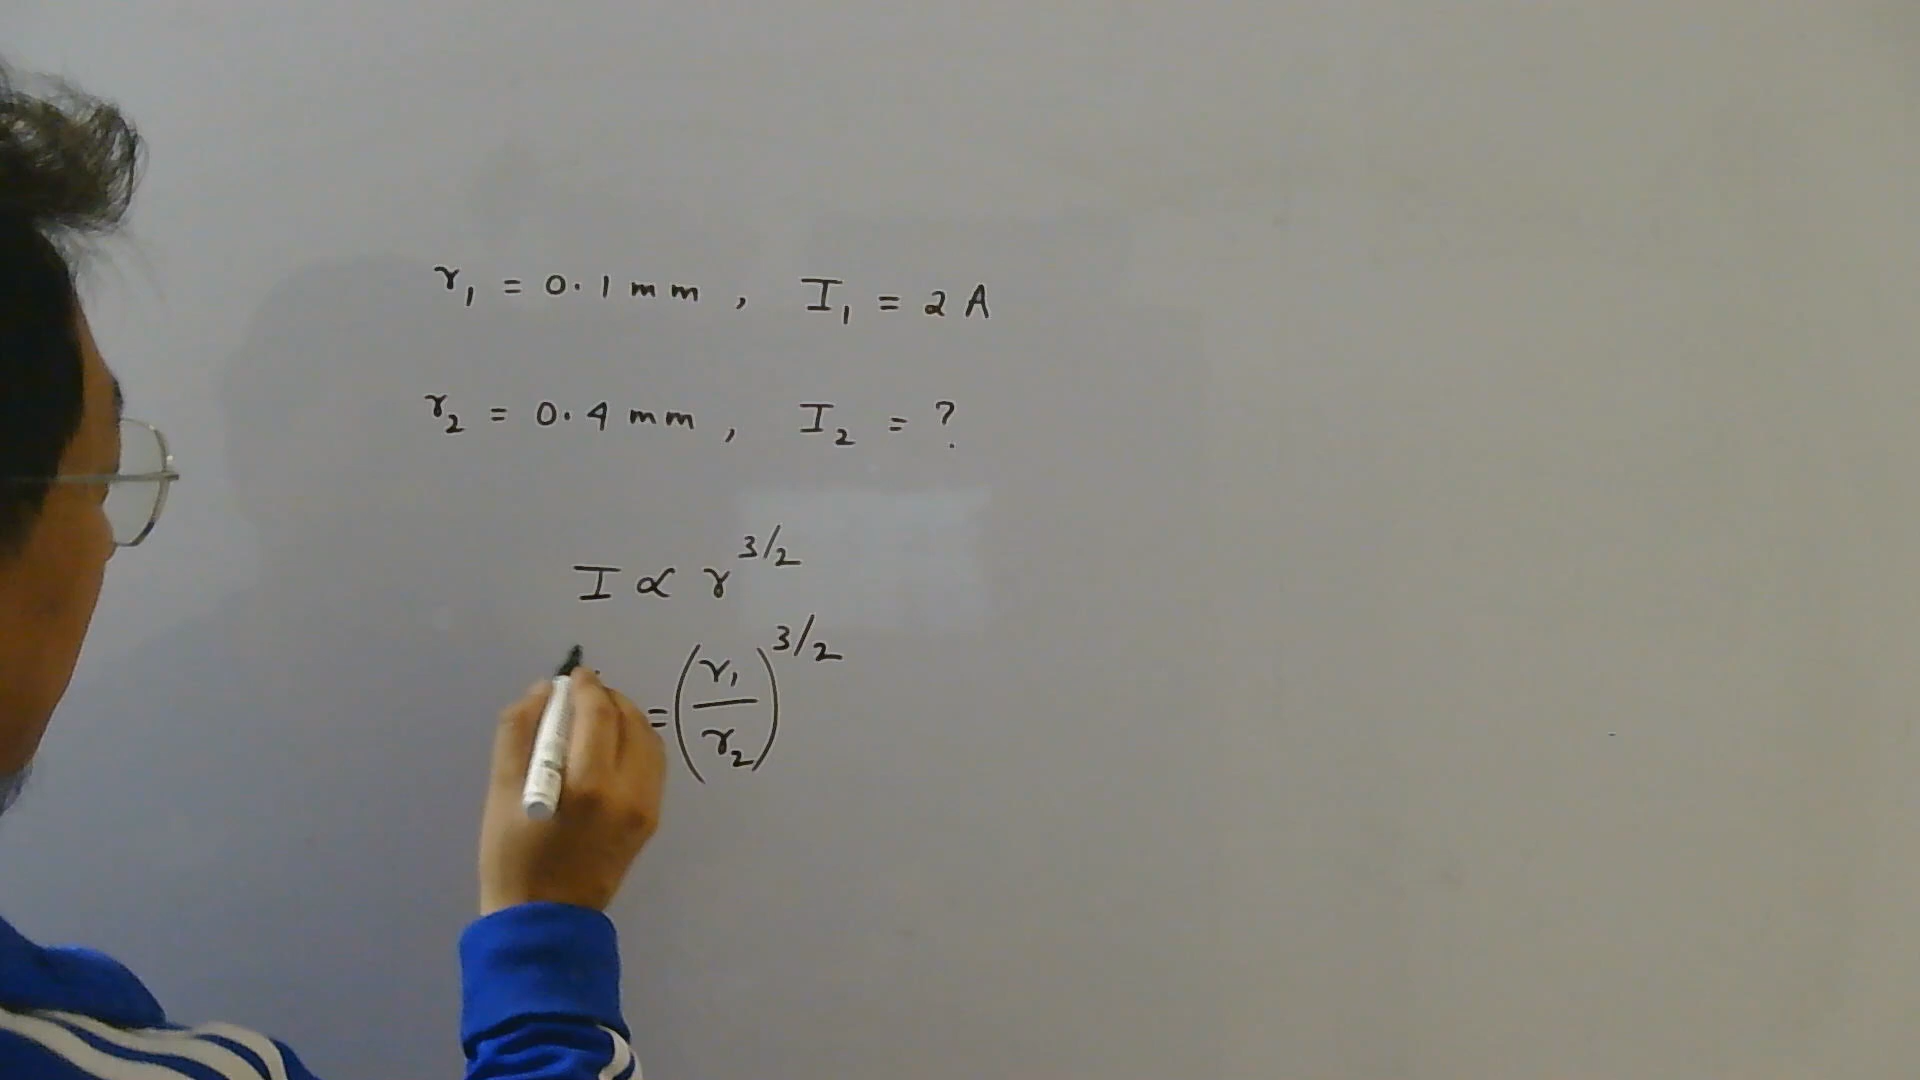 r₁ = 0.1 mm , I₁ = 2 A
r₂ = 0.4 mm , I₂ = ?
I ∝ r^3/2
= (r₁/r₂)^3/2